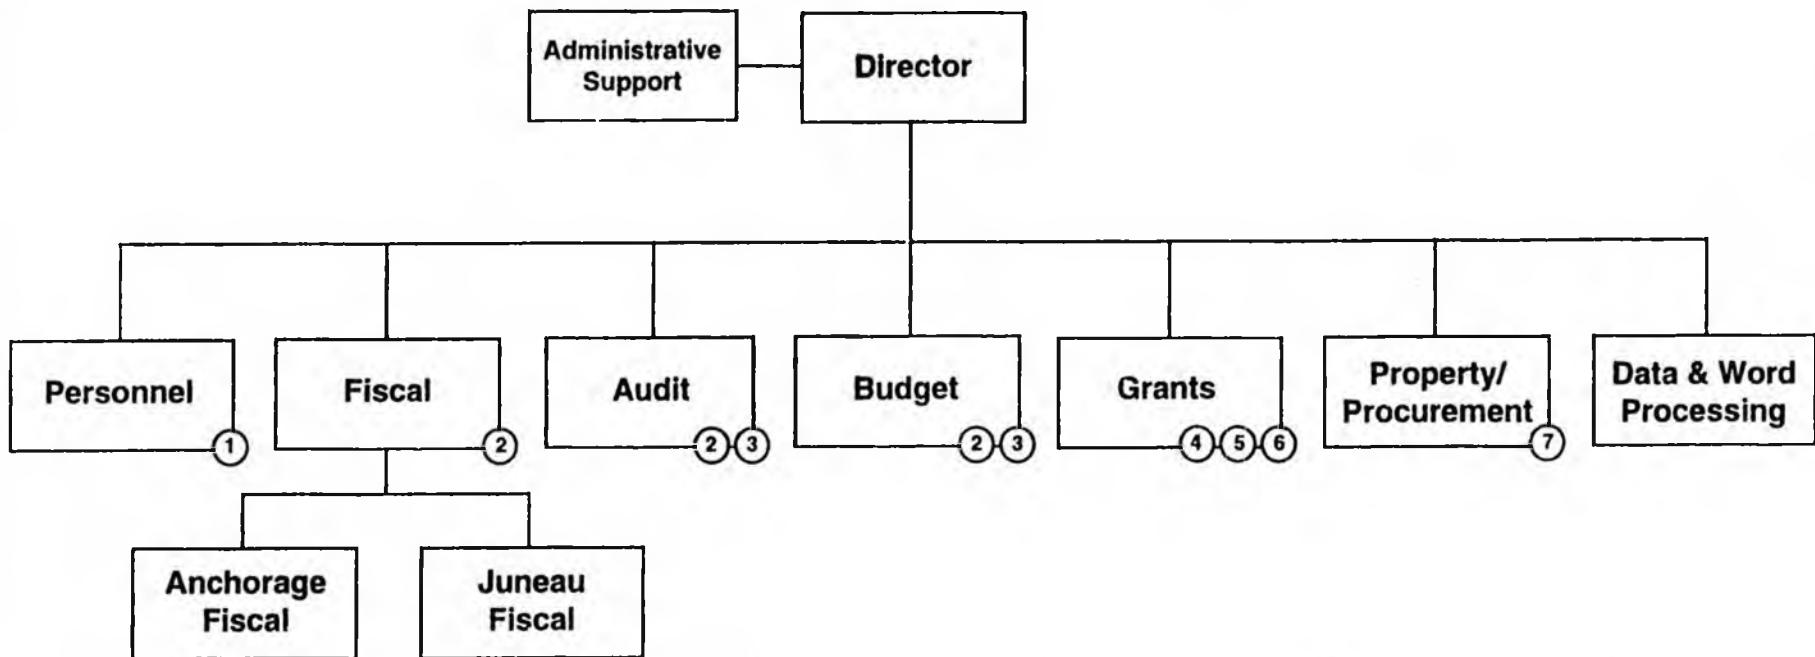 Administrative
Support
Director
Personnel
1
Fiscal
2
Audit
2 3
Budget
2 3
Grants
4 5 6
Property/
Procurement
7
Data & Word
Processing
Anchorage
Fiscal
Juneau
Fiscal